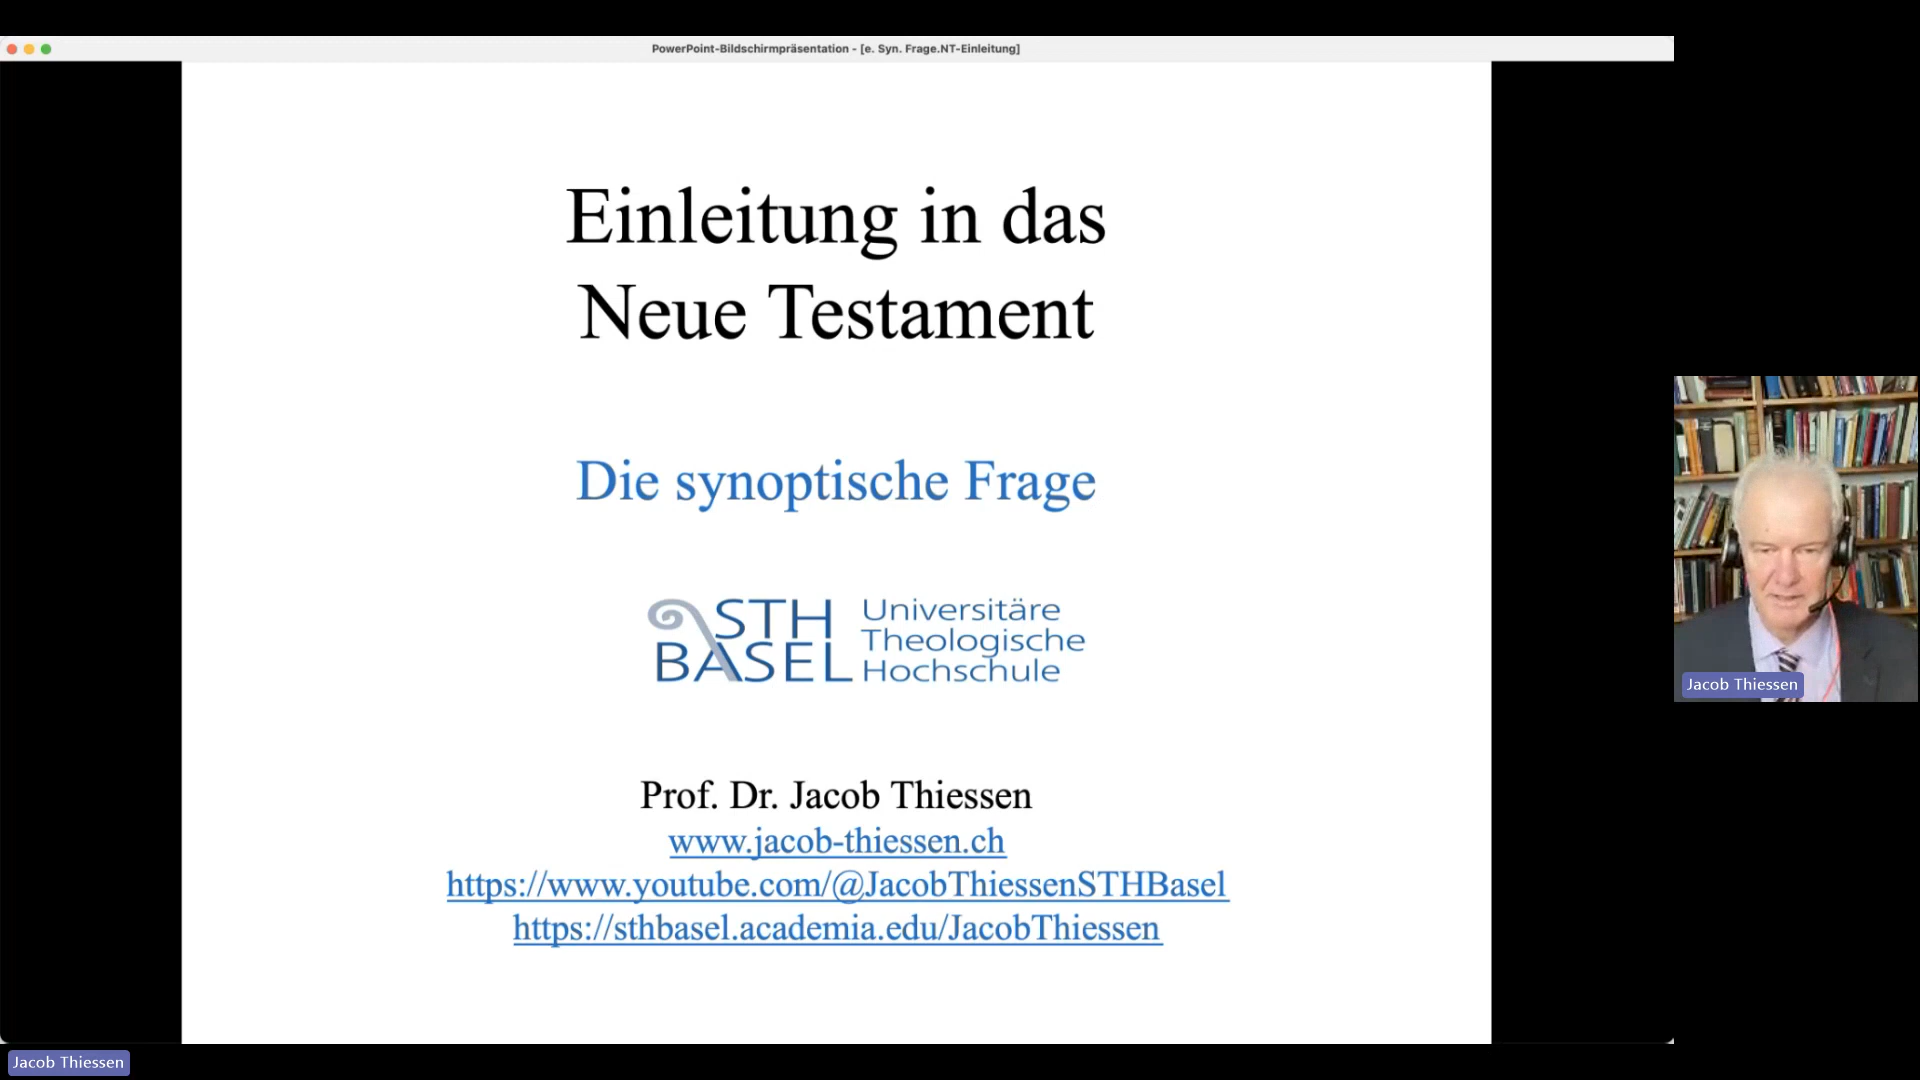 PowerPoint-Bildschirmpräsentation - [e. Syn. Frage.NT-Einleitung]
Einleitung in das
Neue Testament
Die synoptische Frage
STH
BASEL
Universitäre
Theologische
Hochschule
Prof. Dr. Jacob Thiessen
www.jacob-thiessen.ch
https://www.youtube.com/@JacobThiessenSTHBasel
https://sthbasel.academia.edu/JacobThiessen
Jacob Thiessen
Jacob Thiessen